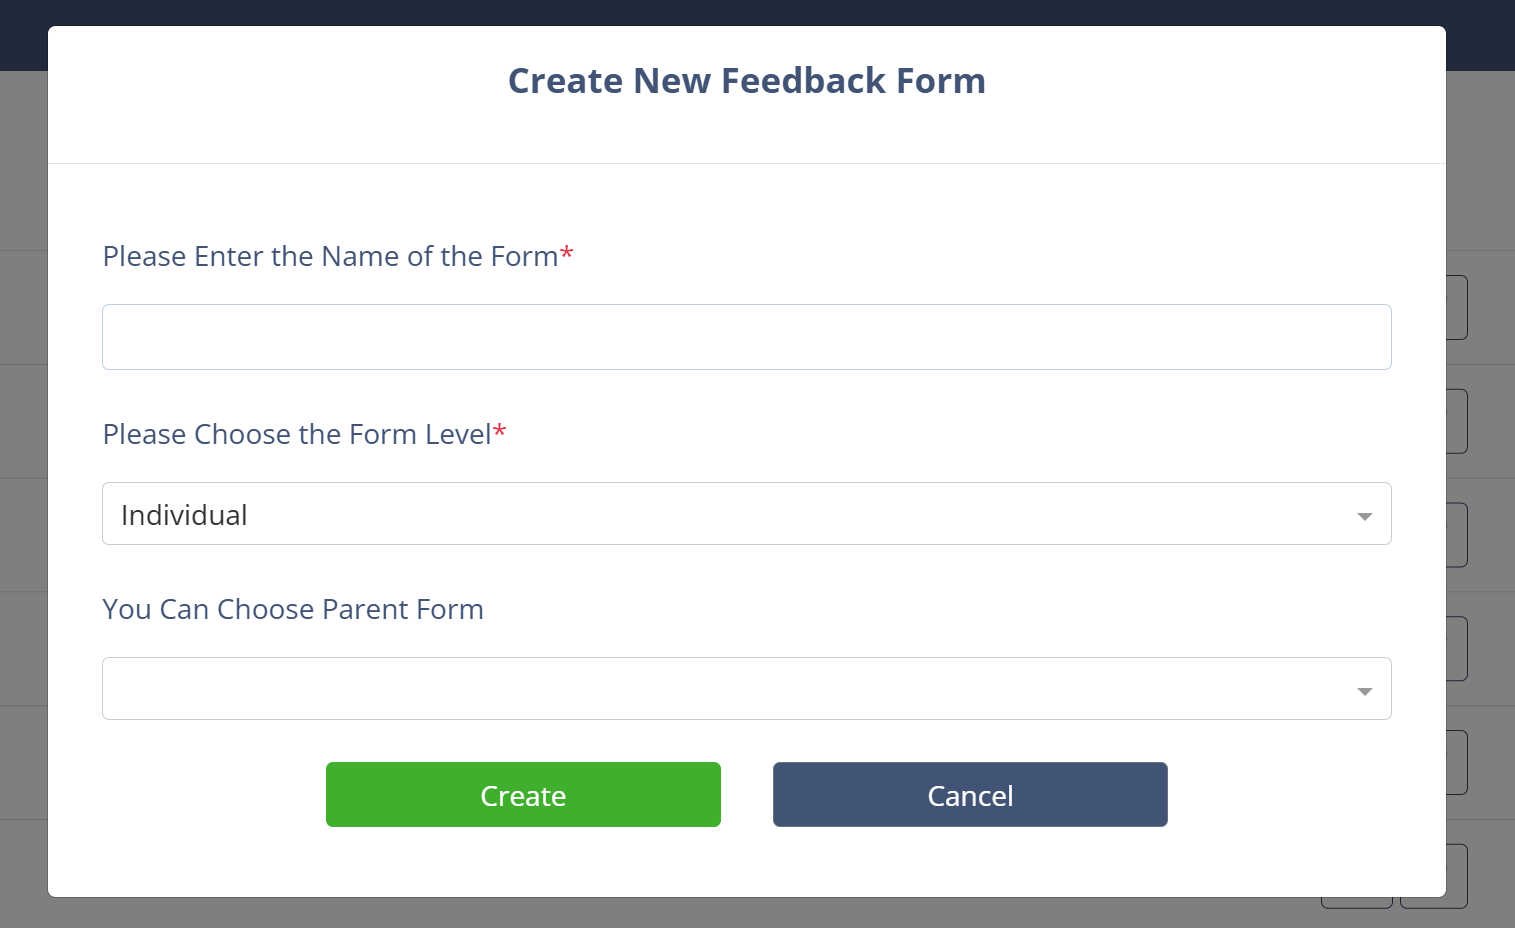 Create New Feedback Form
Please Enter the Name of the Form*
Please Choose the Form Level*
Individual
You Can Choose Parent Form
Create
Cancel